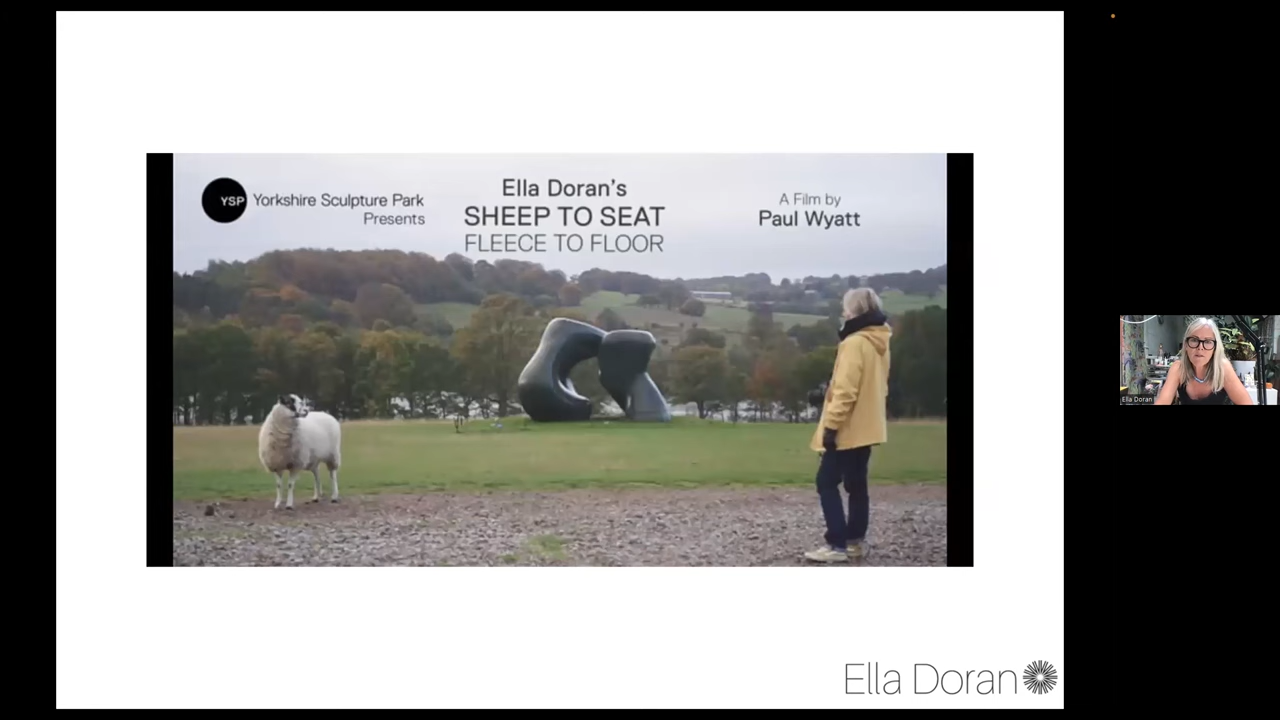 YSP
Yorkshire Sculpture Park
Presents
Ella Doran's
SHEEP TO SEAT
FLEECE TO FLOOR
A Film by
Paul Wyatt
Ella Doran
Ella Doran